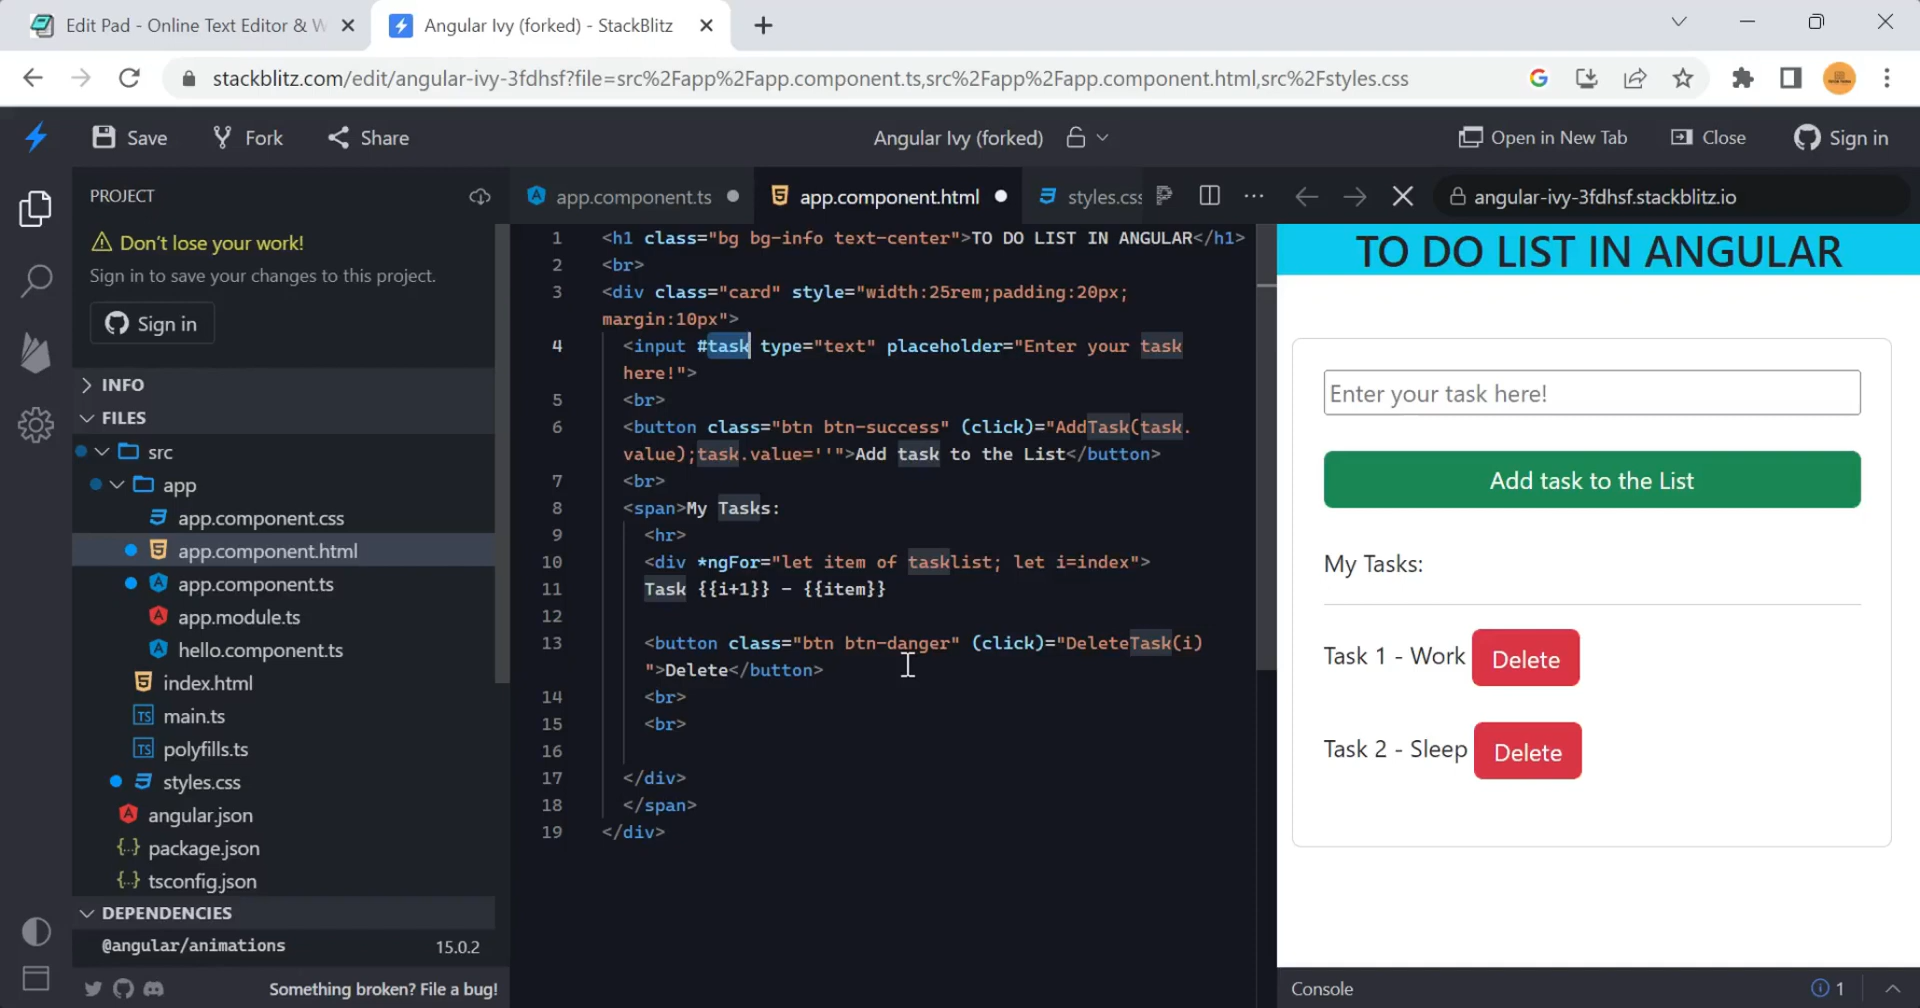 Edit Pad - Online Text Editor & W
Angular Ivy (forked) - StackBlitz
stackblitz.com/edit/angular-ivy-3fdhsf?file=src%2Fapp%2Fapp.component.ts,src%2Fapp%2Fapp.component.html,src%2Fstyles.css
Save
Fork
Share
Angular Ivy (forked)
Open in New Tab
Close
Sign in
PROJECT
Don't lose your work!
Sign in to save your changes to this project.
Sign in
INFO
FILES
src
app
app.component.css
app.component.html
app.component.ts
app.module.ts
hello.component.ts
index.html
main.ts
polyfills.ts
styles.css
angular.json
package.json
tsconfig.json
DEPENDENCIES
@angular/animations 15.0.2
Something broken? File a bug!
app.component.ts
app.component.html
styles.css
1 <h1 class="bg bg-info text-center">TO DO LIST IN ANGULAR</h1>
2 <br>
3 <div class="card" style="width:25rem;padding:20px;
margin:10px">
4 <input #task type="text" placeholder="Enter your task
here!">
5 <br>
6 <button class="btn btn-success" (click)="AddTask(task.
value);task.value=''">Add task to the List</button>
7 <br>
8 <span>My Tasks:
9 <hr>
10 <div *ngFor="let item of tasklist; let i=index">
11 Task {{i+1}} - {{item}}
12
13 <button class="btn btn-danger" (click)="DeleteTask(i)
">Delete</button>
14 <br>
15 <br>
16
17 </div>
18 </span>
19 </div>
angular-ivy-3fdhsf.stackblitz.io
TO DO LIST IN ANGULAR
Enter your task here!
Add task to the List
My Tasks:
Task 1 - Work Delete
Task 2 - Sleep Delete
Console
1